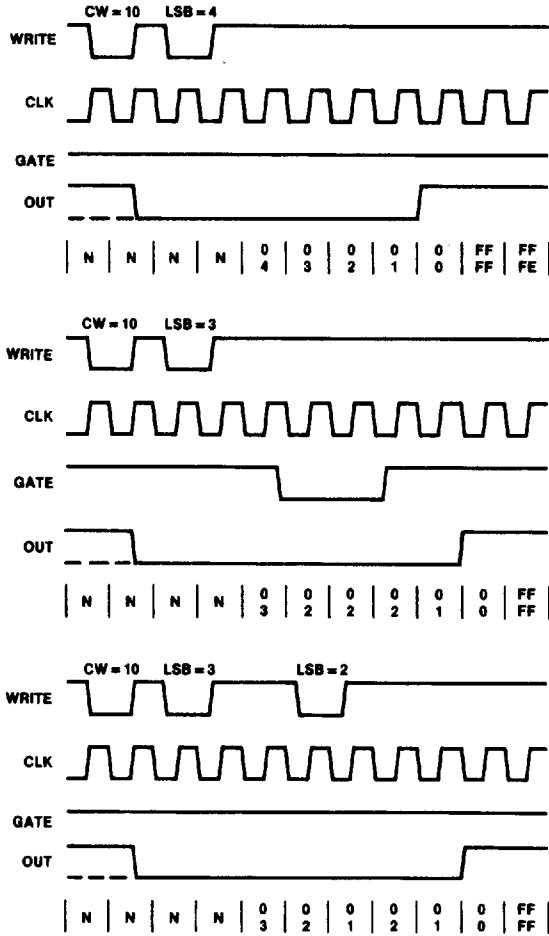 CW = 10 LSB = 4
WRITE
CLK
GATE
OUT
N N N N 0 0 0 0 0 FF FF
4 3 2 1 0 FF FE
CW = 10 LSB = 3
WRITE
CLK
GATE
OUT
N N N N 0 0 0 0 0 0 FF
3 2 2 2 1 0 FF
CW = 10 LSB = 3 LSB = 2
WRITE
CLK
GATE
OUT
N N N N 0 0 0 0 0 0 FF
3 2 1 2 1 0 FF